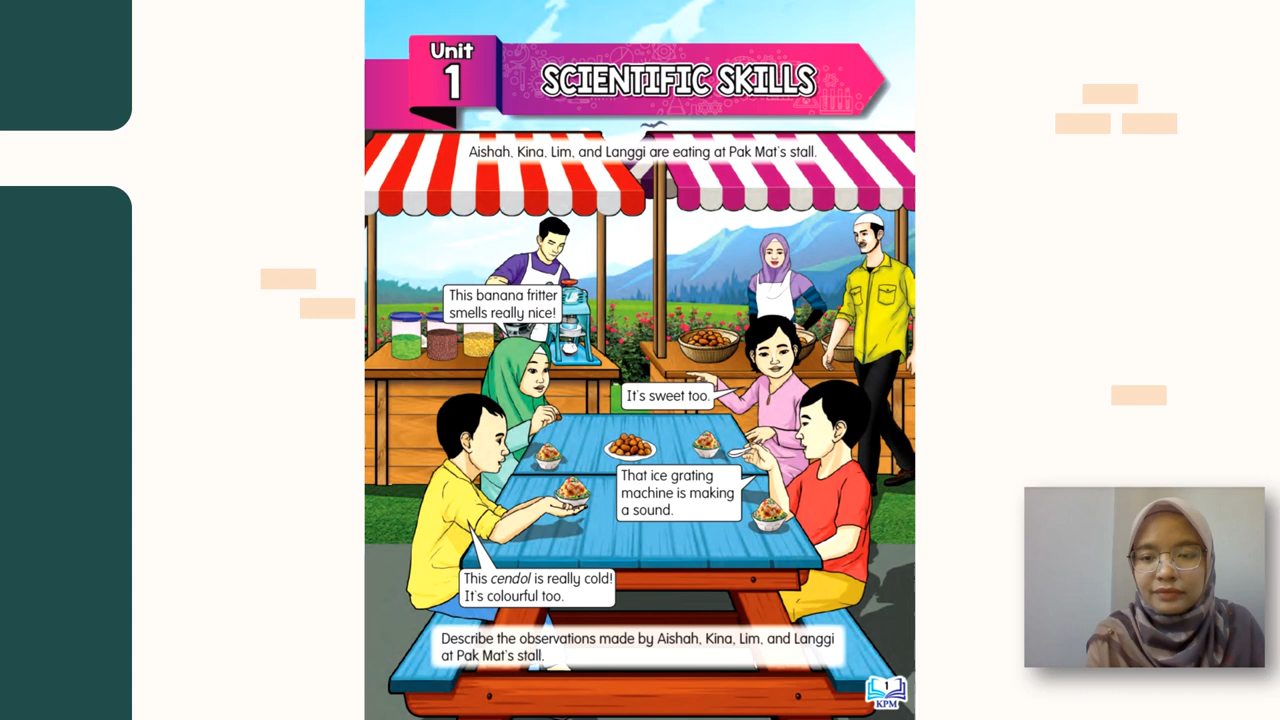 Unit
1
SCIENTIFIC SKILLS
Aishah, Kina, Lim, and Langgi are eating at Pak Mat's stall.
This banana fritter
smells really nice!
It's sweet too.
That ice grating
machine is making
a sound.
This cendol is really cold!
It's colourful too.
Describe the observations made by Aishah, Kina, Lim, and Langgi
at Pak Mat's stall.
1
KPM